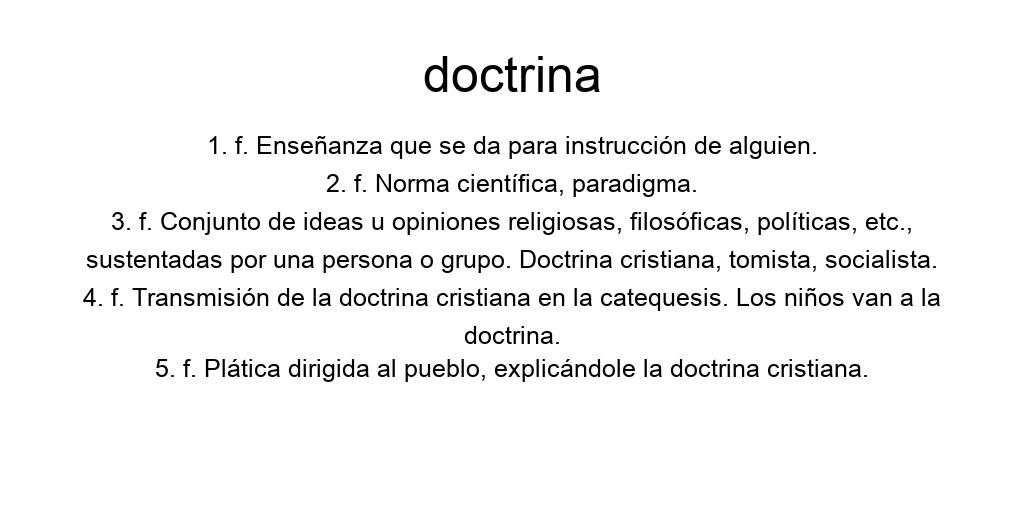 doctrina
1. f. Enseñanza que se da para instrucción de alguien.
2. f. Norma científica, paradigma.
3. f. Conjunto de ideas u opiniones religiosas, filosóficas, políticas, etc.,
sustentadas por una persona o grupo. Doctrina cristiana, tomista, socialista.
4. f. Transmisión de la doctrina cristiana en la catequesis. Los niños van a la
doctrina.
5. f. Plática dirigida al pueblo, explicándole la doctrina cristiana.